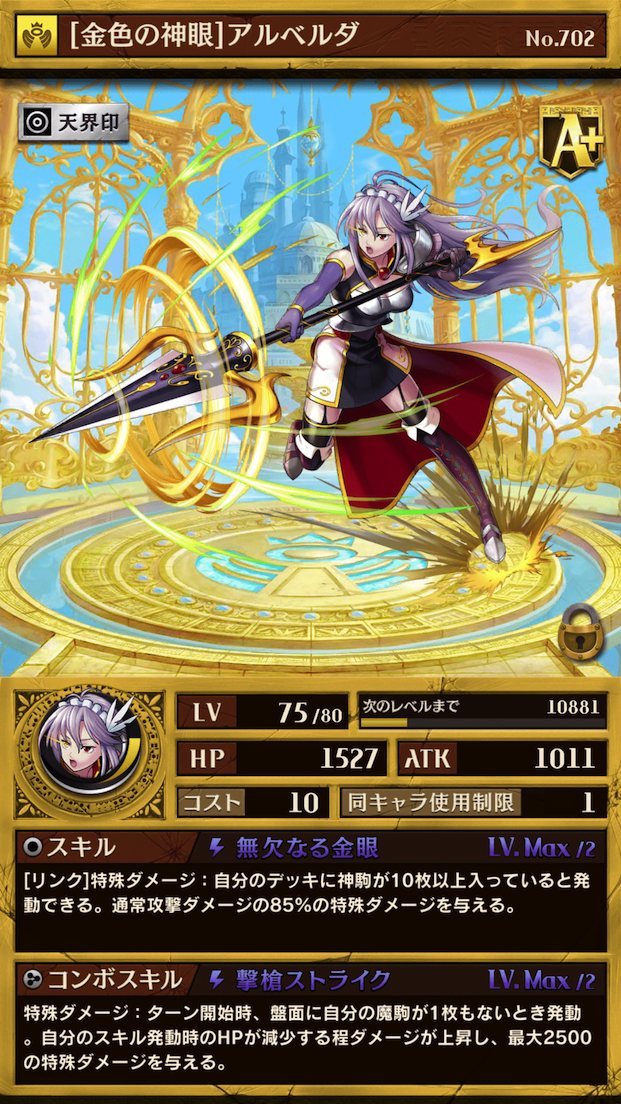 [金色の神眼]アルベルダ
No.702
天界印
A+
LV 75/80
次のレベルまで 10881
HP 1527
ATK 1011
コスト 10
同キャラ使用制限 1
スキル 無欠なる金眼 LV.Max/2
[リンク]特殊ダメージ：自分のデッキに神駒が10枚以上入っていると発
動できる。通常攻撃ダメージの85%の特殊ダメージを与える。
コンボスキル 撃槍ストライク LV.Max/2
特殊ダメージ：ターン開始時、盤面に自分の魔駒が1枚もないとき発動
。自分のスキル発動時のHPが減少する程ダメージが上昇し、最大2500
の特殊ダメージを与える。